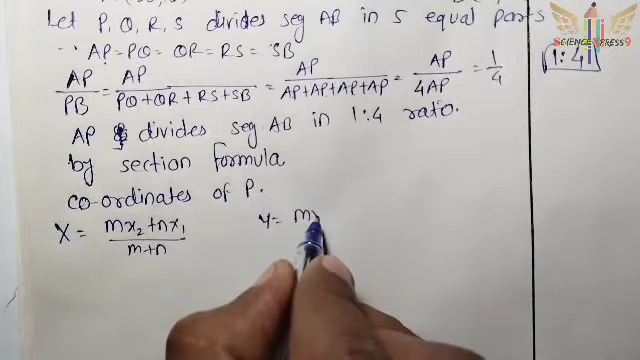 Let P, Q, R, S divides seg AB in 5 equal parts
∵ AP = PQ = QR = RS = SB
AP/PB = AP/(PQ+QR+RS+SB) = AP/(AP+AP+AP+AP) = AP/4AP = 1/4
1:4
SCIENCE XPRESS 9
AP divides seg AB in 1:4 ratio.
by section formula
co-ordinates of P.
X = (mx₂+nx₁)/(m+n) y = m